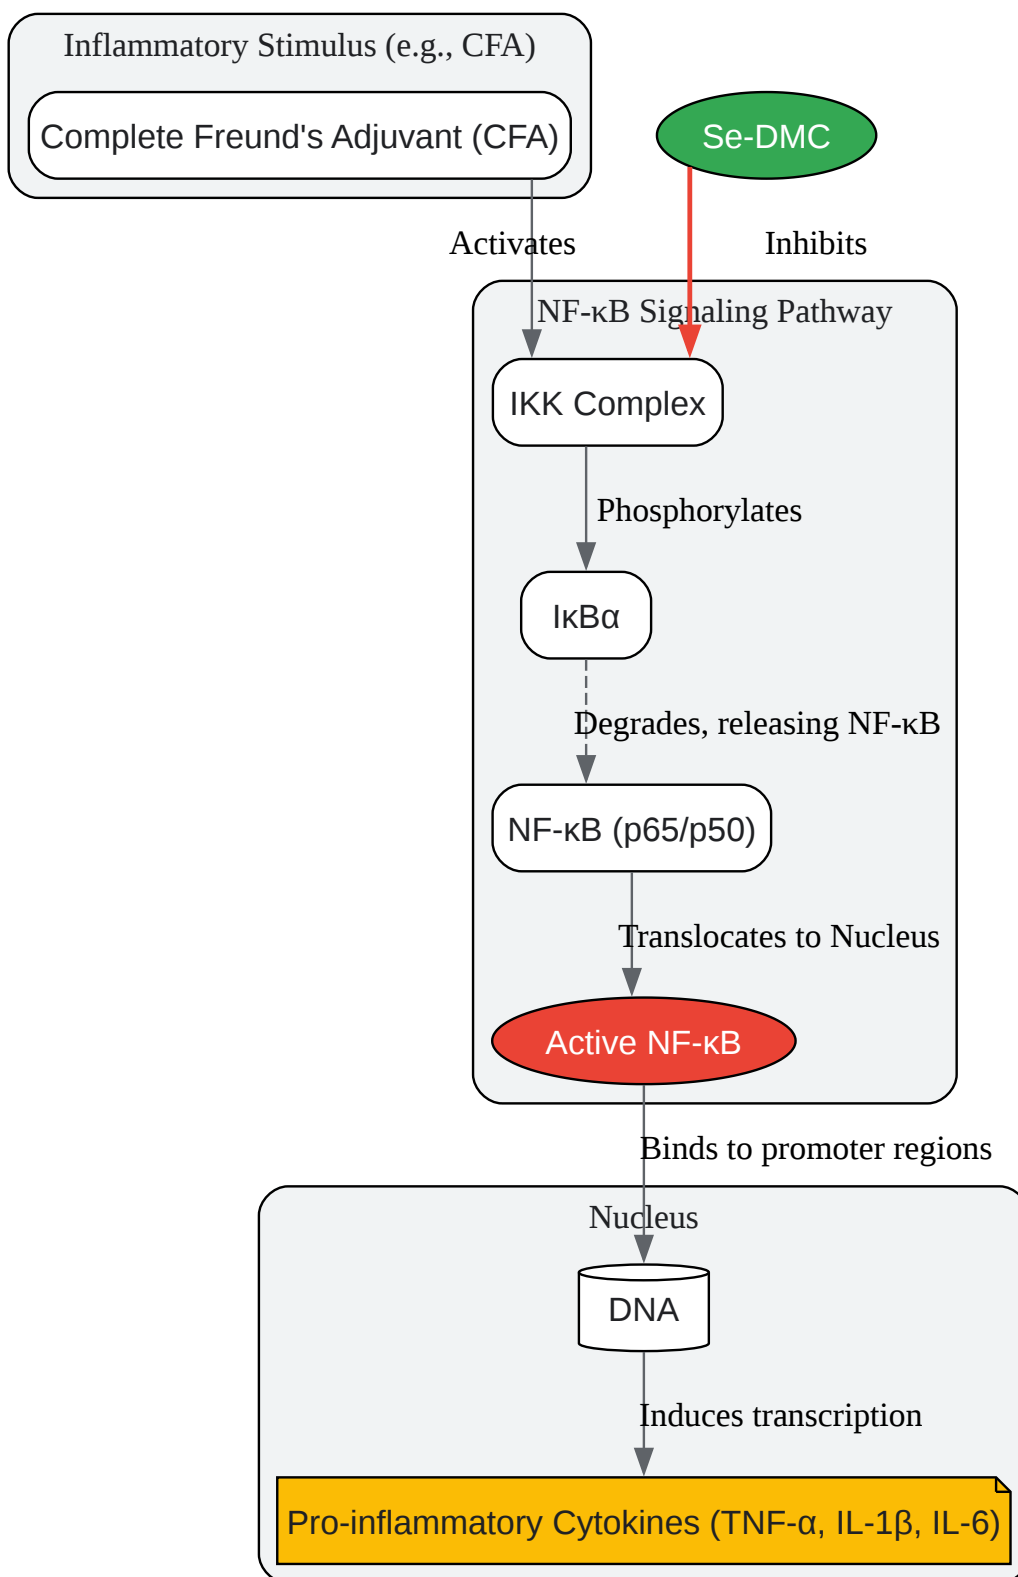 Inflammatory Stimulus (e.g., CFA)
Complete Freund's Adjuvant (CFA)
Se-DMC
Activates
Inhibits
NF-κB Signaling Pathway
IKK Complex
Phosphorylates
IκBα
Degrades, releasing NF-κB
NF-κB (p65/p50)
Translocates to Nucleus
Active NF-κB
Binds to promoter regions
Nucleus
DNA
Induces transcription
Pro-inflammatory Cytokines (TNF-α, IL-1β, IL-6)